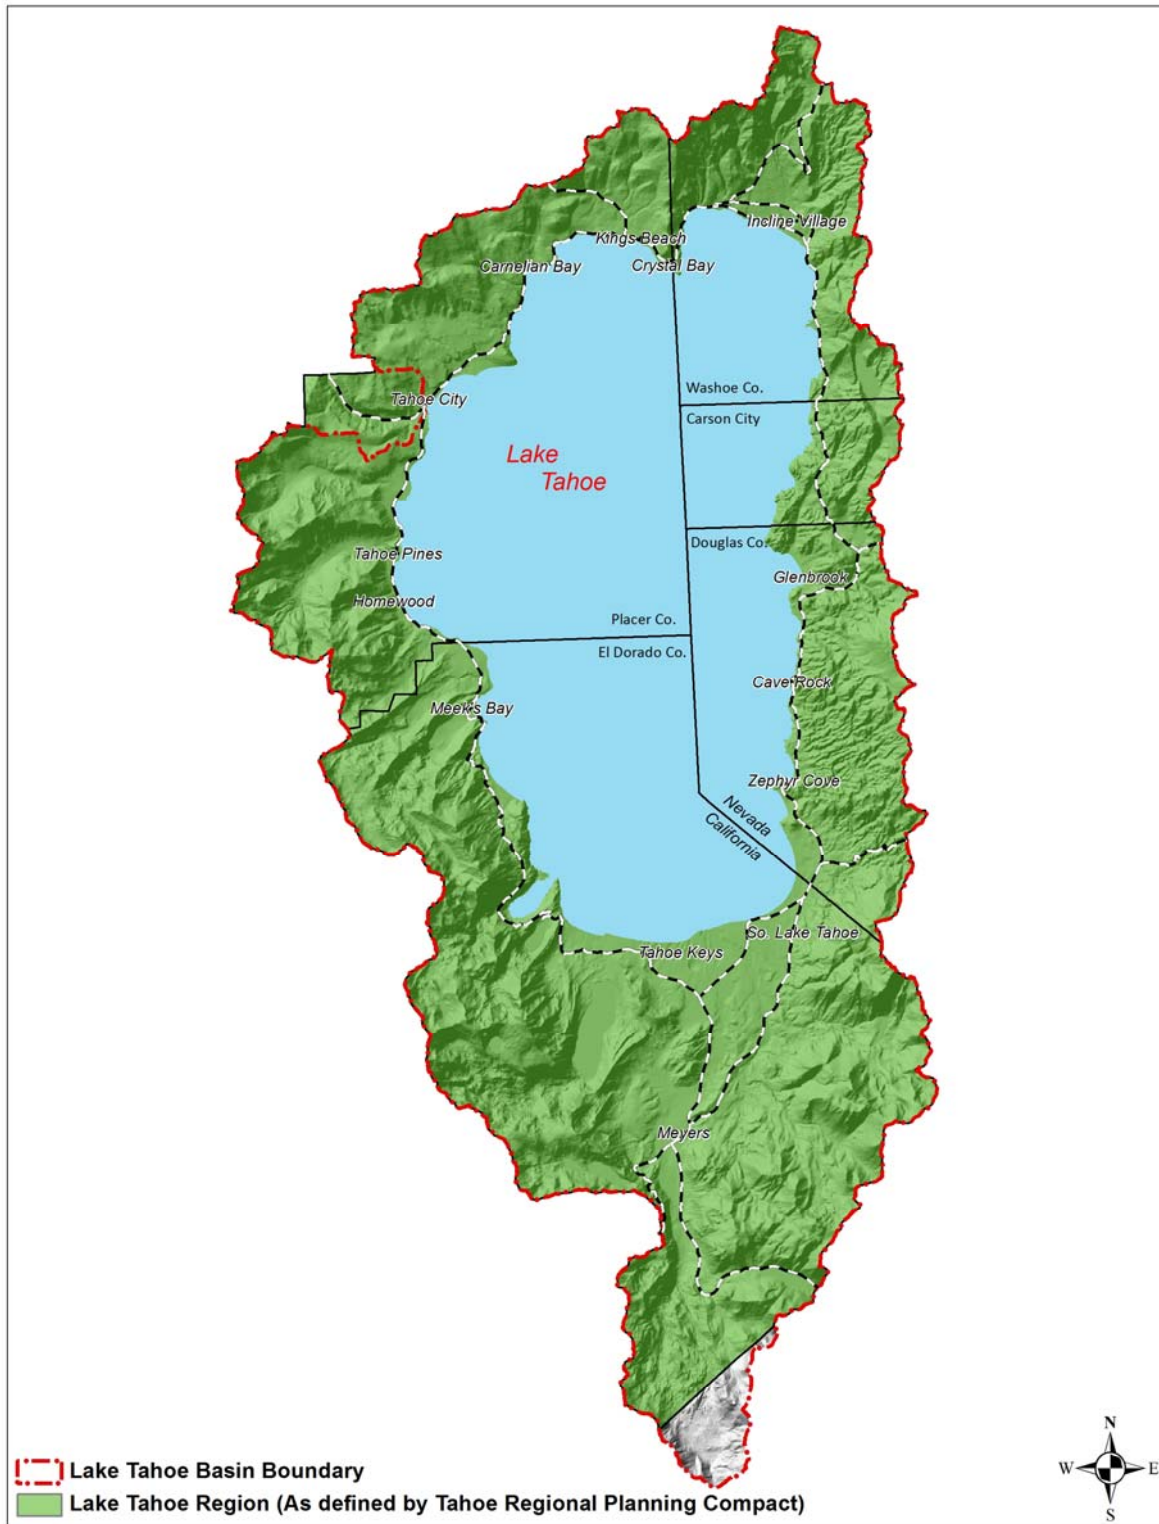 Incline Village
Kings Beach
Carnelian Bay
Crystal Bay
Washoe Co.
Tahoe City
Carson City
Lake
Tahoe
Douglas Co.
Tahoe Pines
Glenbrook
Homewood
Placer Co.
El Dorado Co.
Cave Rock
Meek's Bay
Zephyr Cove
Nevada
California
So. Lake Tahoe
Tahoe Keys
Meyers
N
W
E
S
Lake Tahoe Basin Boundary
Lake Tahoe Region (As defined by Tahoe Regional Planning Compact)